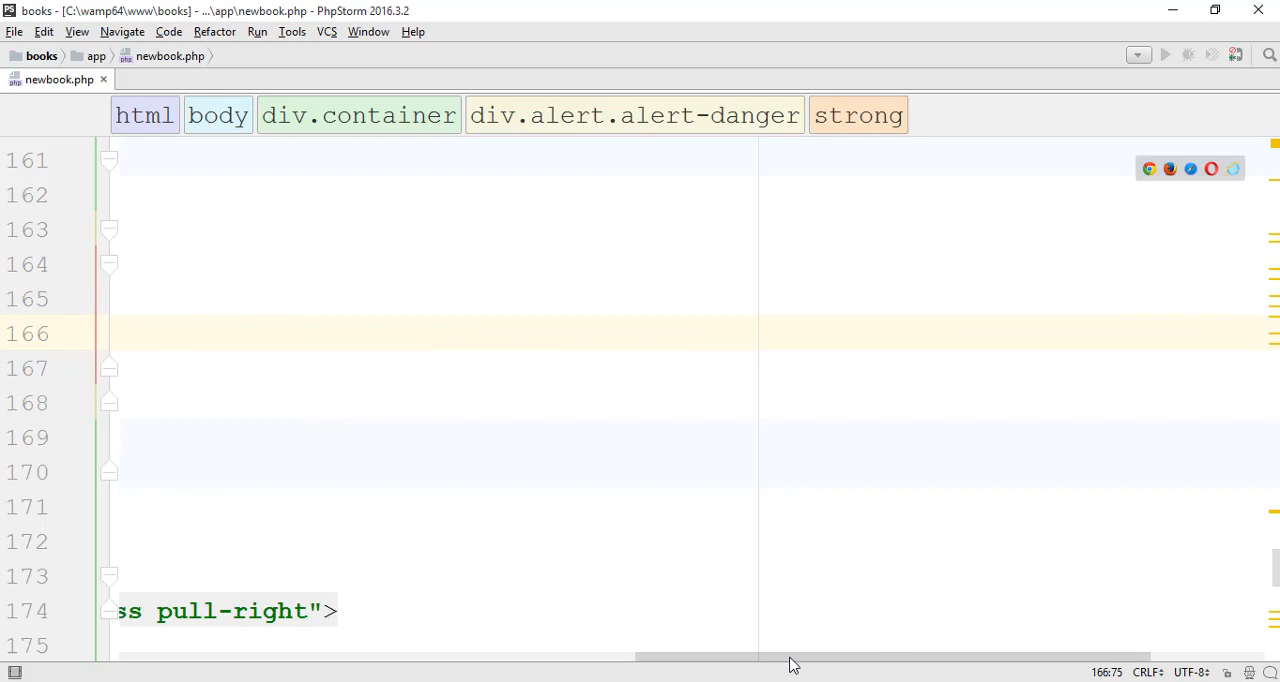 PS books - [C:\wamp64\www\books] - ...\app\newbook.php - PhpStorm 2016.3.2
File Edit View Navigate Code Refactor Run Tools VCS Window Help
books app php newbook.php
php newbook.php
html body div.container div.alert.alert-danger strong
161
162
163
164
165
166
167
168
169
170
171
172
173
174 ss pull-right">
175
166:75 CRLF UTF-8